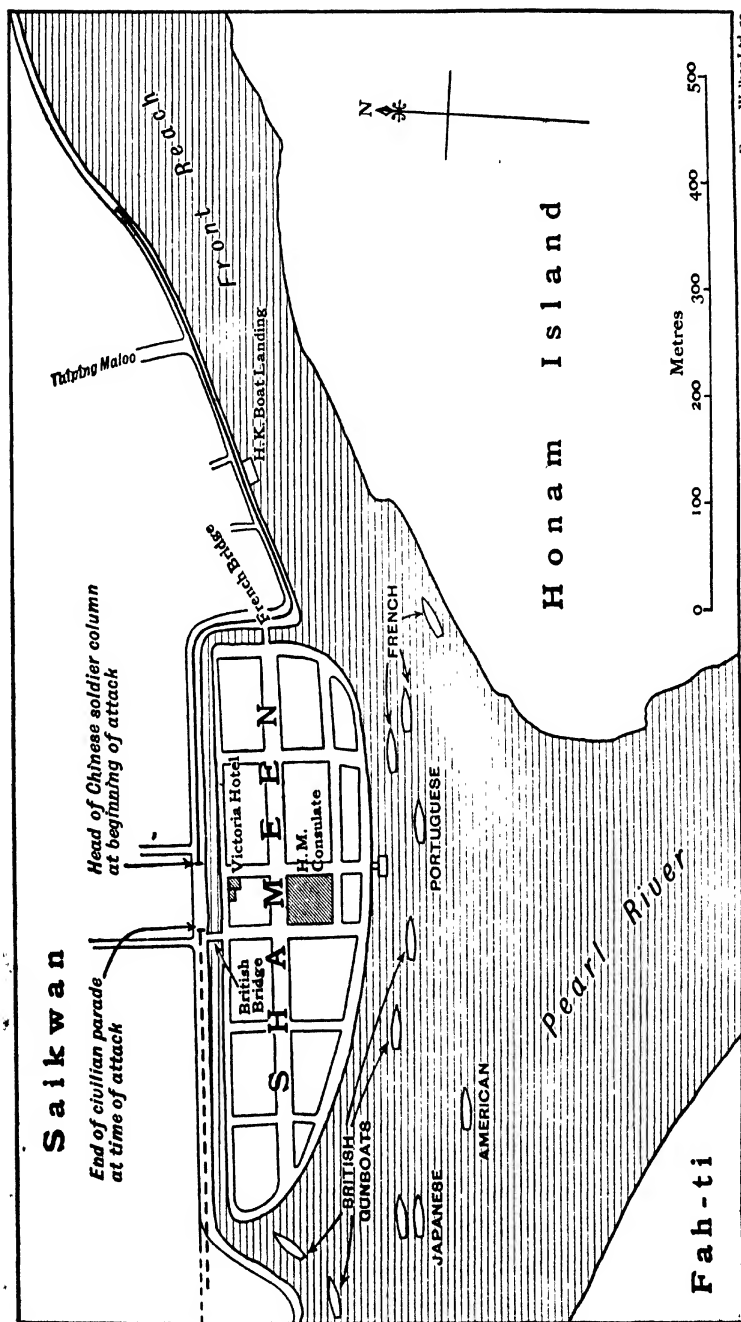 Saikwan
End of civilian parade
at time of attack
Head of Chinese soldier column
at beginning of attack
Taiping Maloo
Front Reach
H.K. Boat Landing
French Bridge
British
Bridge
Victoria Hotel
SHAMEEN
H.M.
Consulate
N
BRITISH
GUNBOATS
FRENCH
PORTUGUESE
AMERICAN
JAPANESE
Pearl River
Honam Island
Fah-ti
Metres
0 100 200 300 400 500